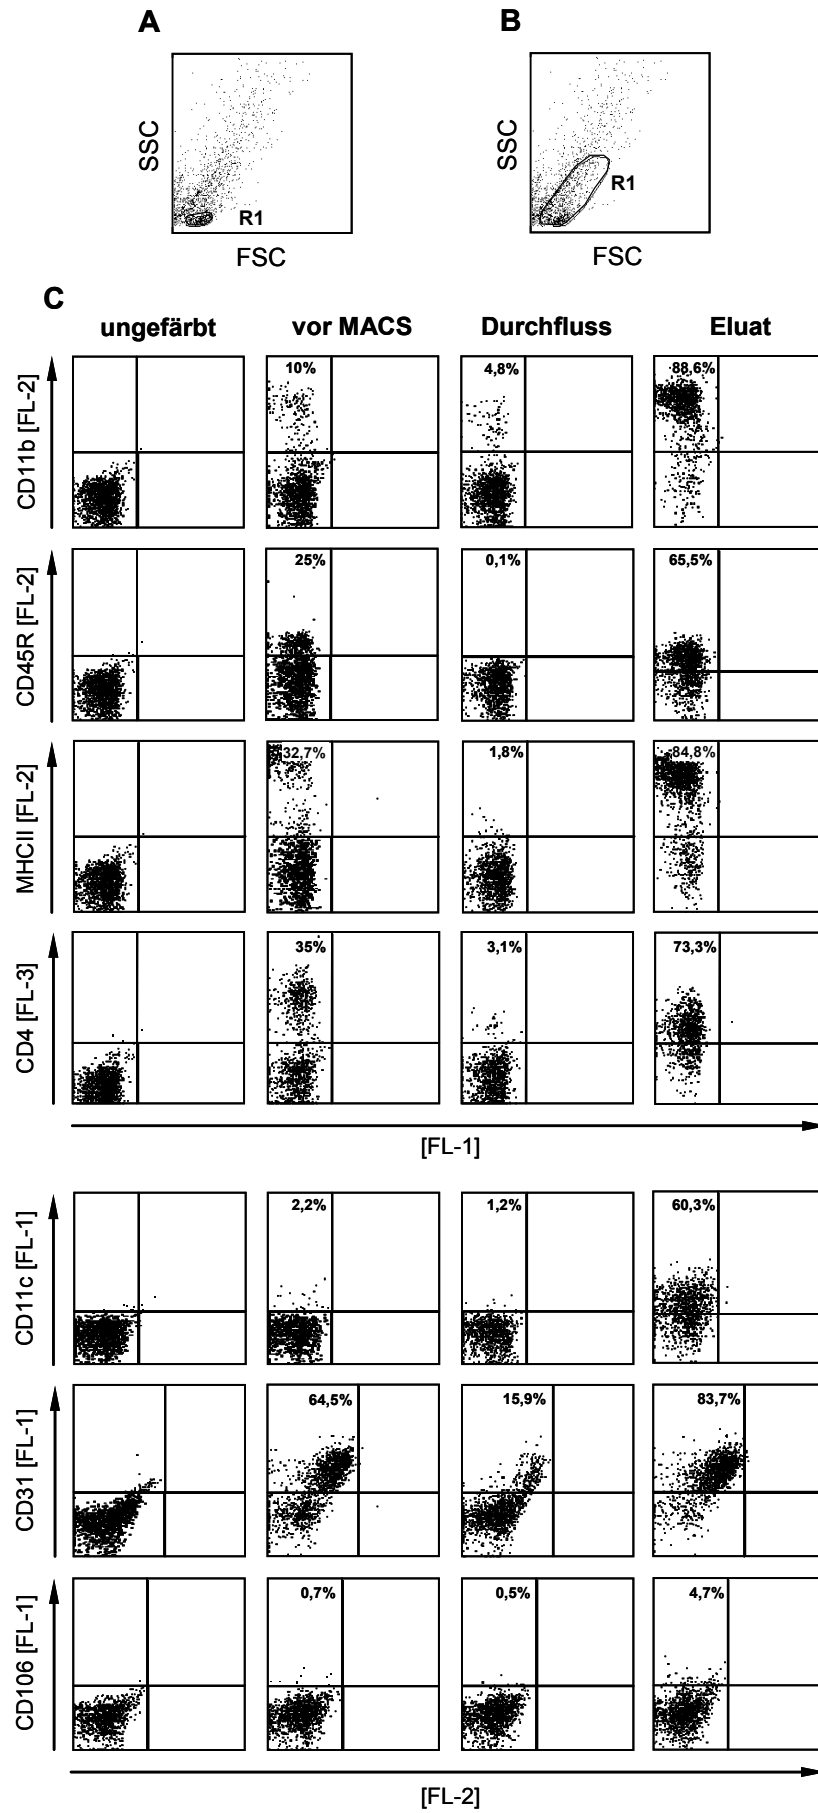 A
B
SSC
R1
FSC
SSC
R1
FSC
C
ungefärbt
vor MACS
Durchfluss
Eluat
CD11b [FL-2]
10%
4,8%
88,6%
CD45R [FL-2]
25%
0,1%
65,5%
MHCII [FL-2]
32,7%
1,8%
84,8%
CD4 [FL-3]
35%
3,1%
73,3%
[FL-1]
CD11c [FL-1]
2,2%
1,2%
60,3%
CD31 [FL-1]
64,5%
15,9%
83,7%
CD106 [FL-1]
0,7%
0,5%
4,7%
[FL-2]